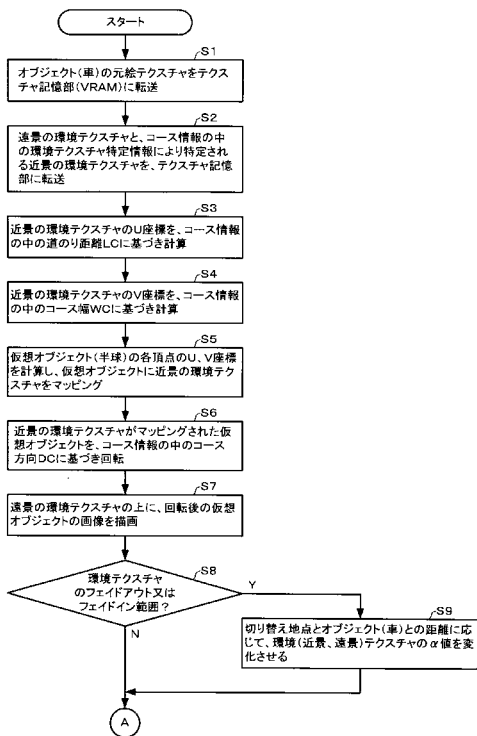 スタート
S1
オブジェクト(車)の元絵テクスチャをテクス
チャ記憶部(VRAM)に転送
S2
遠景の環境テクスチャと、コース情報の中
の環境テクスチャ特定情報により特定され
る近景の環境テクスチャを、テクスチャ記憶
部に転送
S3
近景の環境テクスチャのU座標を、コース情報
の中の道のり距離LCに基づき計算
S4
近景の環境テクスチャのV座標を、コース情報
の中のコース幅WCに基づき計算
S5
仮想オブジェクト(半球)の各頂点のU、V座標
を計算し、仮想オブジェクトに近景の環境テク
スチャをマッピング
S6
近景の環境テクスチャがマッピングされた仮
想オブジェクトを、コース情報の中のコース
方向DCに基づき回転
S7
遠景の環境テクスチャの上に、回転後の仮想
オブジェクトの画像を描画
S8
環境テクスチャ
のフェイドアウト又は
フェイドイン範囲?
Y
N
S9
切り替え地点とオブジェクト(車)との距離に応
じて、環境(近景、遠景)テクスチャのα値を変
化させる
A